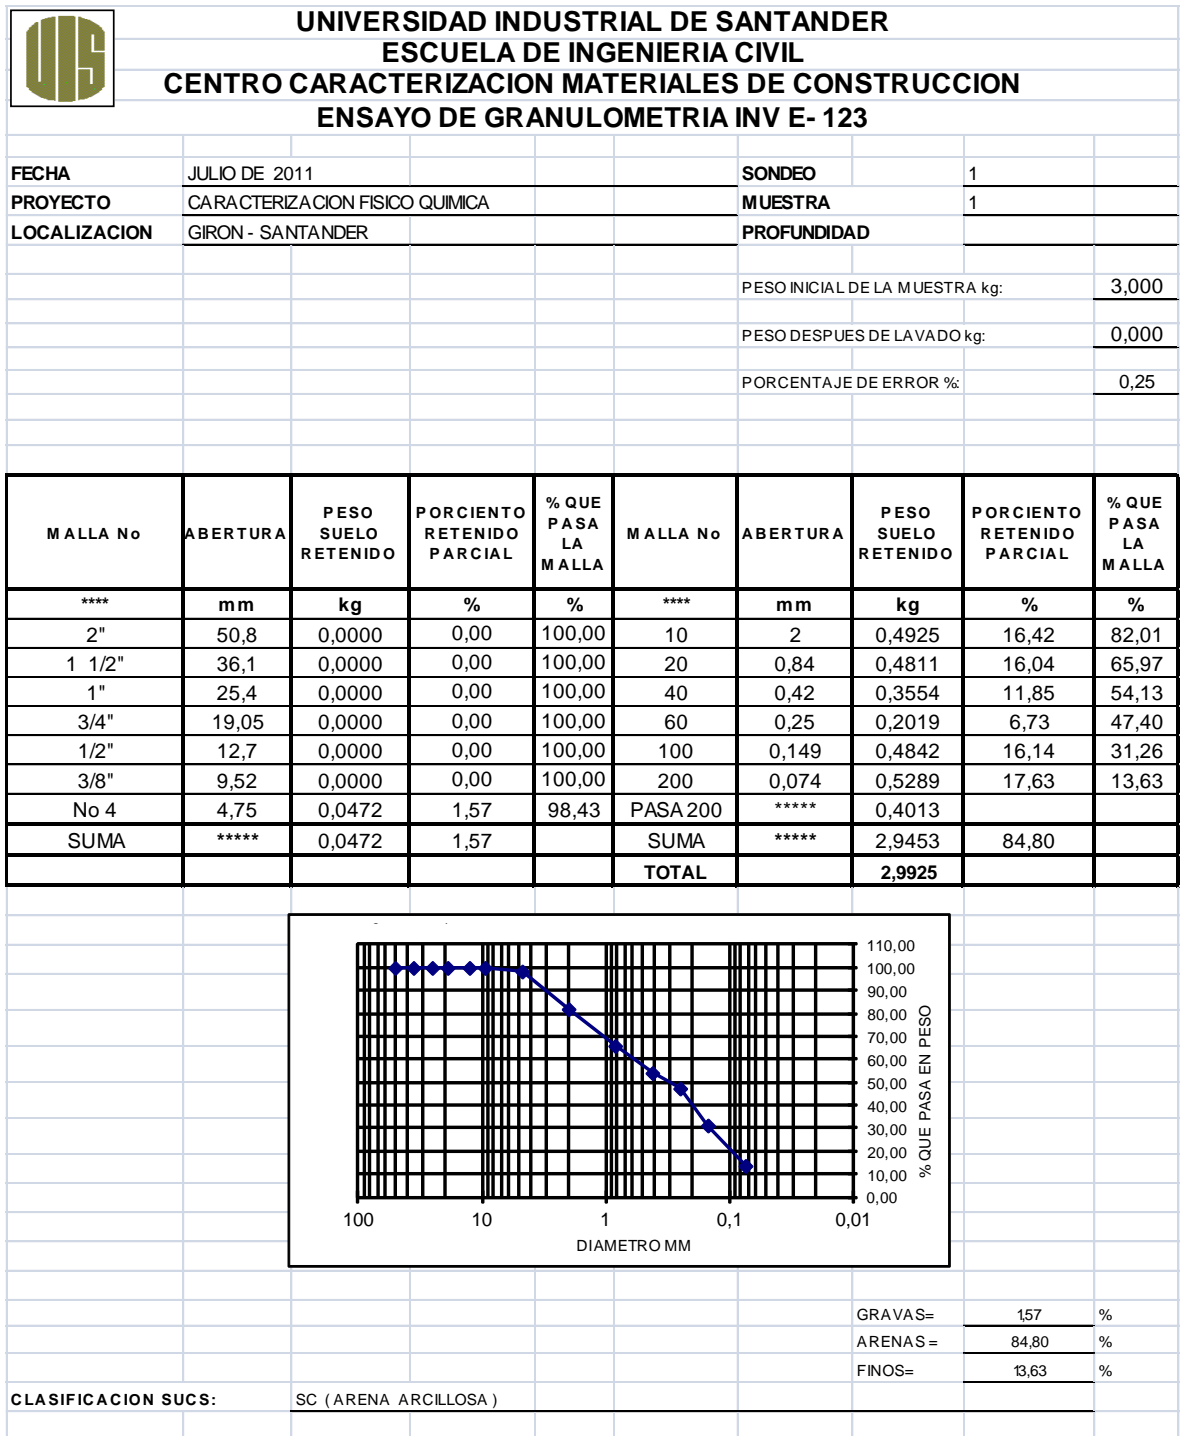 UIS
UNIVERSIDAD INDUSTRIAL DE SANTANDER
ESCUELA DE INGENIERIA CIVIL
CENTRO CARACTERIZACION MATERIALES DE CONSTRUCCION
ENSAYO DE GRANULOMETRIA INV E- 123
FECHA JULIO DE 2011 SONDEO 1
PROYECTO CARACTERIZACION FISICO QUIMICA MUESTRA 1
LOCALIZACION GIRON - SANTANDER PROFUNDIDAD
PESO INICIAL DE LA MUESTRA kg: 3,000
PESO DESPUES DE LAVADO kg: 0,000
PORCENTAJE DE ERROR %: 0,25
MALLA No ABERTURA PESO SUELO RETENIDO PORCIENTO RETENIDO PARCIAL % QUE PASA LA MALLA MALLA No ABERTURA PESO SUELO RETENIDO PORCIENTO RETENIDO PARCIAL % QUE PASA LA MALLA
**** mm kg % % **** mm kg % %
2" 50,8 0,0000 0,00 100,00 10 2 0,4925 16,42 82,01
1 1/2" 36,1 0,0000 0,00 100,00 20 0,84 0,4811 16,04 65,97
1" 25,4 0,0000 0,00 100,00 40 0,42 0,3554 11,85 54,13
3/4" 19,05 0,0000 0,00 100,00 60 0,25 0,2019 6,73 47,40
1/2" 12,7 0,0000 0,00 100,00 100 0,149 0,4842 16,14 31,26
3/8" 9,52 0,0000 0,00 100,00 200 0,074 0,5289 17,63 13,63
No 4 4,75 0,0472 1,57 98,43 PASA 200 ***** 0,4013
SUMA ***** 0,0472 1,57 SUMA ***** 2,9453 84,80
TOTAL 2,9925
110,00
100,00
90,00
80,00
70,00
60,00
50,00
40,00
30,00
20,00
10,00
0,00
% QUE PASA EN PESO
100 10 1 0,1 0,01
DIAMETRO MM
GRAVAS= 1,57 %
ARENAS = 84,80 %
FINOS= 13,63 %
CLASIFICACION SUCS: SC ( ARENA ARCILLOSA )